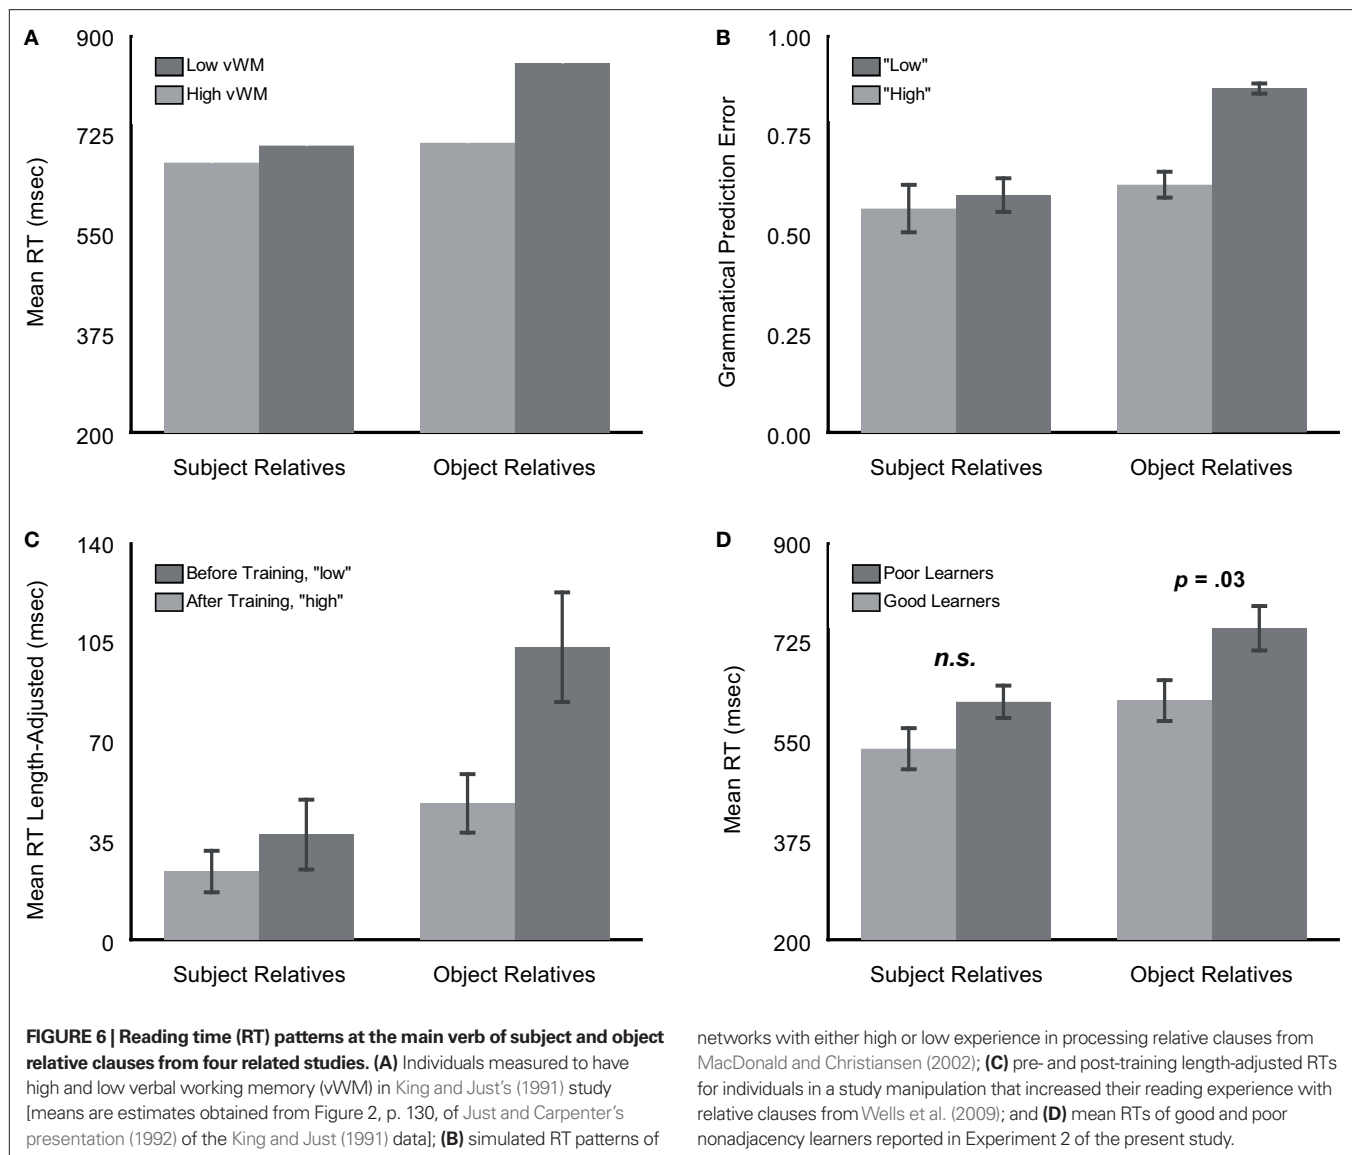 A
900
725
550
375
200
Mean RT (msec)
Low vWM
High vWM
Subject Relatives
Object Relatives
B
1.00
0.75
0.50
0.25
0.00
Grammatical Prediction Error
"Low"
"High"
Subject Relatives
Object Relatives
C
140
105
70
35
0
Mean RT Length-Adjusted (msec)
Before Training, "low"
After Training, "high"
Subject Relatives
Object Relatives
D
900
725
550
375
200
Mean RT (msec)
Poor Learners
Good Learners
n.s.
p = .03
Subject Relatives
Object Relatives
FIGURE 6 | Reading time (RT) patterns at the main verb of subject and object
relative clauses from four related studies. (A) Individuals measured to have
high and low verbal working memory (vWM) in King and Just's (1991) study
[means are estimates obtained from Figure 2, p. 130, of Just and Carpenter's
presentation (1992) of the King and Just (1991) data]; (B) simulated RT patterns of
networks with either high or low experience in processing relative clauses from
MacDonald and Christiansen (2002); (C) pre- and post-training length-adjusted RTs
for individuals in a study manipulation that increased their reading experience with
relative clauses from Wells et al. (2009); and (D) mean RTs of good and poor
nonadjacency learners reported in Experiment 2 of the present study.